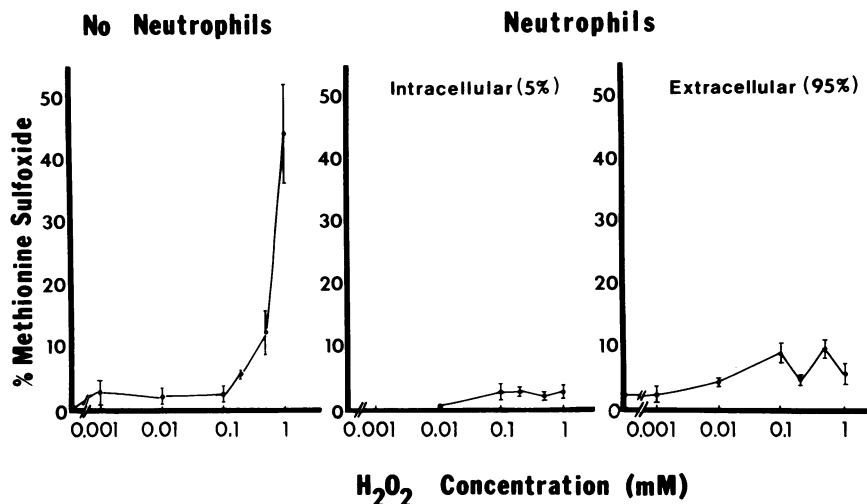 No Neutrophils
Neutrophils
Intracellular (5%)
Extracellular (95%)
% Methionine Sulfoxide
50
40
30
20
10
0
0.001 0.01 0.1 1
50
40
30
20
10
0
0.001 0.01 0.1 1
50
40
30
20
10
0
0.001 0.01 0.1 1
H₂O₂ Concentration (mM)